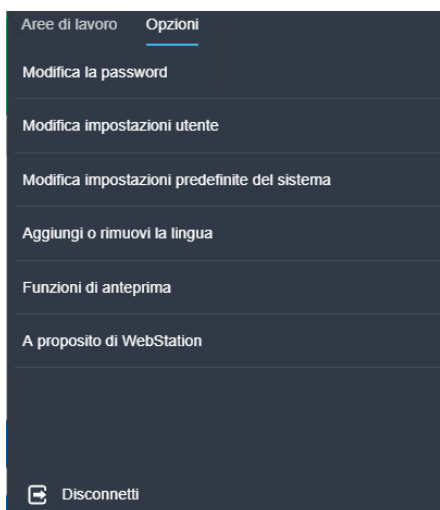 Aree di lavoro Opzioni
Modifica la password
Modifica impostazioni utente
Modifica impostazioni predefinite del sistema
Aggiungi o rimuovi la lingua
Funzioni di anteprima
A proposito di WebStation
Disconnetti